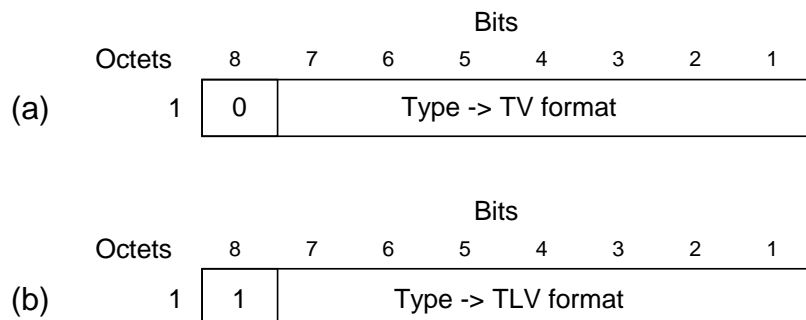 Bits
Octets 8 7 6 5 4 3 2 1
(a) 1 0 Type -> TV format
Bits
Octets 8 7 6 5 4 3 2 1
(b) 1 1 Type -> TLV format